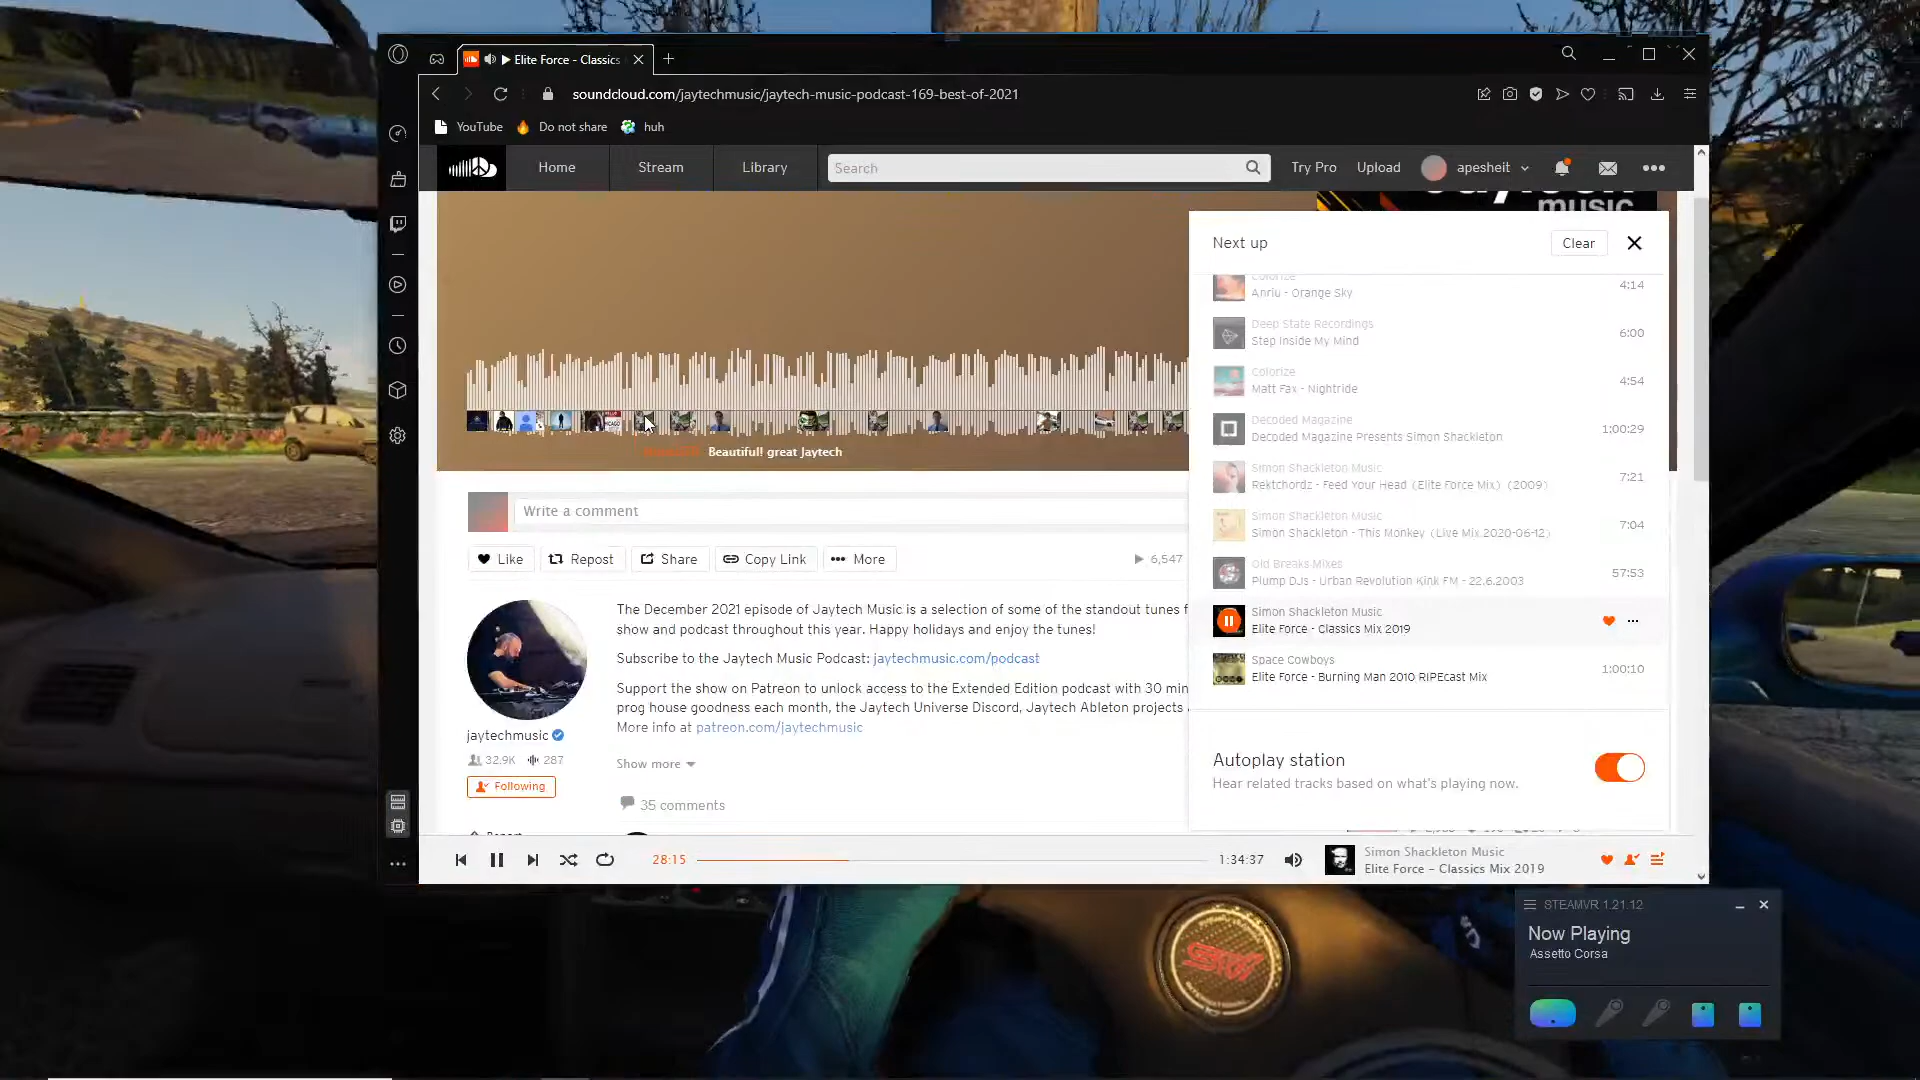 Elite Force - Classics
soundcloud.com/jaytechmusic/jaytech-music-podcast-169-best-of-2021
YouTube
Do not share
huh
Home
Stream
Library
Search
Try Pro
Upload
apesheit
music
Next up
Clear
Colorize
Anriu - Orange Sky
4:14
Deep State Recordings
Step Inside My Mind
6:00
Colorize
Matt Fax - Nightride
4:54
Decoded Magazine
Decoded Magazine Presents Simon Shackleton
1:00:29
Simon Shackleton Music
Rektchordz - Feed Your Head (Elite Force Mix) (2009)
7:21
Simon Shackleton Music
Simon Shackleton - This Monkey (Live Mix 2020-06-12)
7:04
Old Breaks Mixes
Plump DJs - Urban Revolution Kink FM - 22.6.2003
57:53
Simon Shackleton Music
Elite Force - Classics Mix 2019
Space Cowboys
Elite Force - Burning Man 2010 RIPEcast Mix
1:00:10
Autoplay station
Hear related tracks based on what's playing now.
Beautiful! great Jaytech
Write a comment
Like
Repost
Share
Copy Link
More
6,547
The December 2021 episode of Jaytech Music is a selection of some of the standout tunes f
show and podcast throughout this year. Happy holidays and enjoy the tunes!
Subscribe to the Jaytech Music Podcast: jaytechmusic.com/podcast
Support the show on Patreon to unlock access to the Extended Edition podcast with 30 min
prog house goodness each month, the Jaytech Universe Discord, Jaytech Ableton projects
More info at patreon.com/jaytechmusic
Show more
35 comments
jaytechmusic
32.9K
287
Following
28:15
1:34:37
Simon Shackleton Music
Elite Force - Classics Mix 2019
STEAMVR 1.21.12
Now Playing
Assetto Corsa
STI